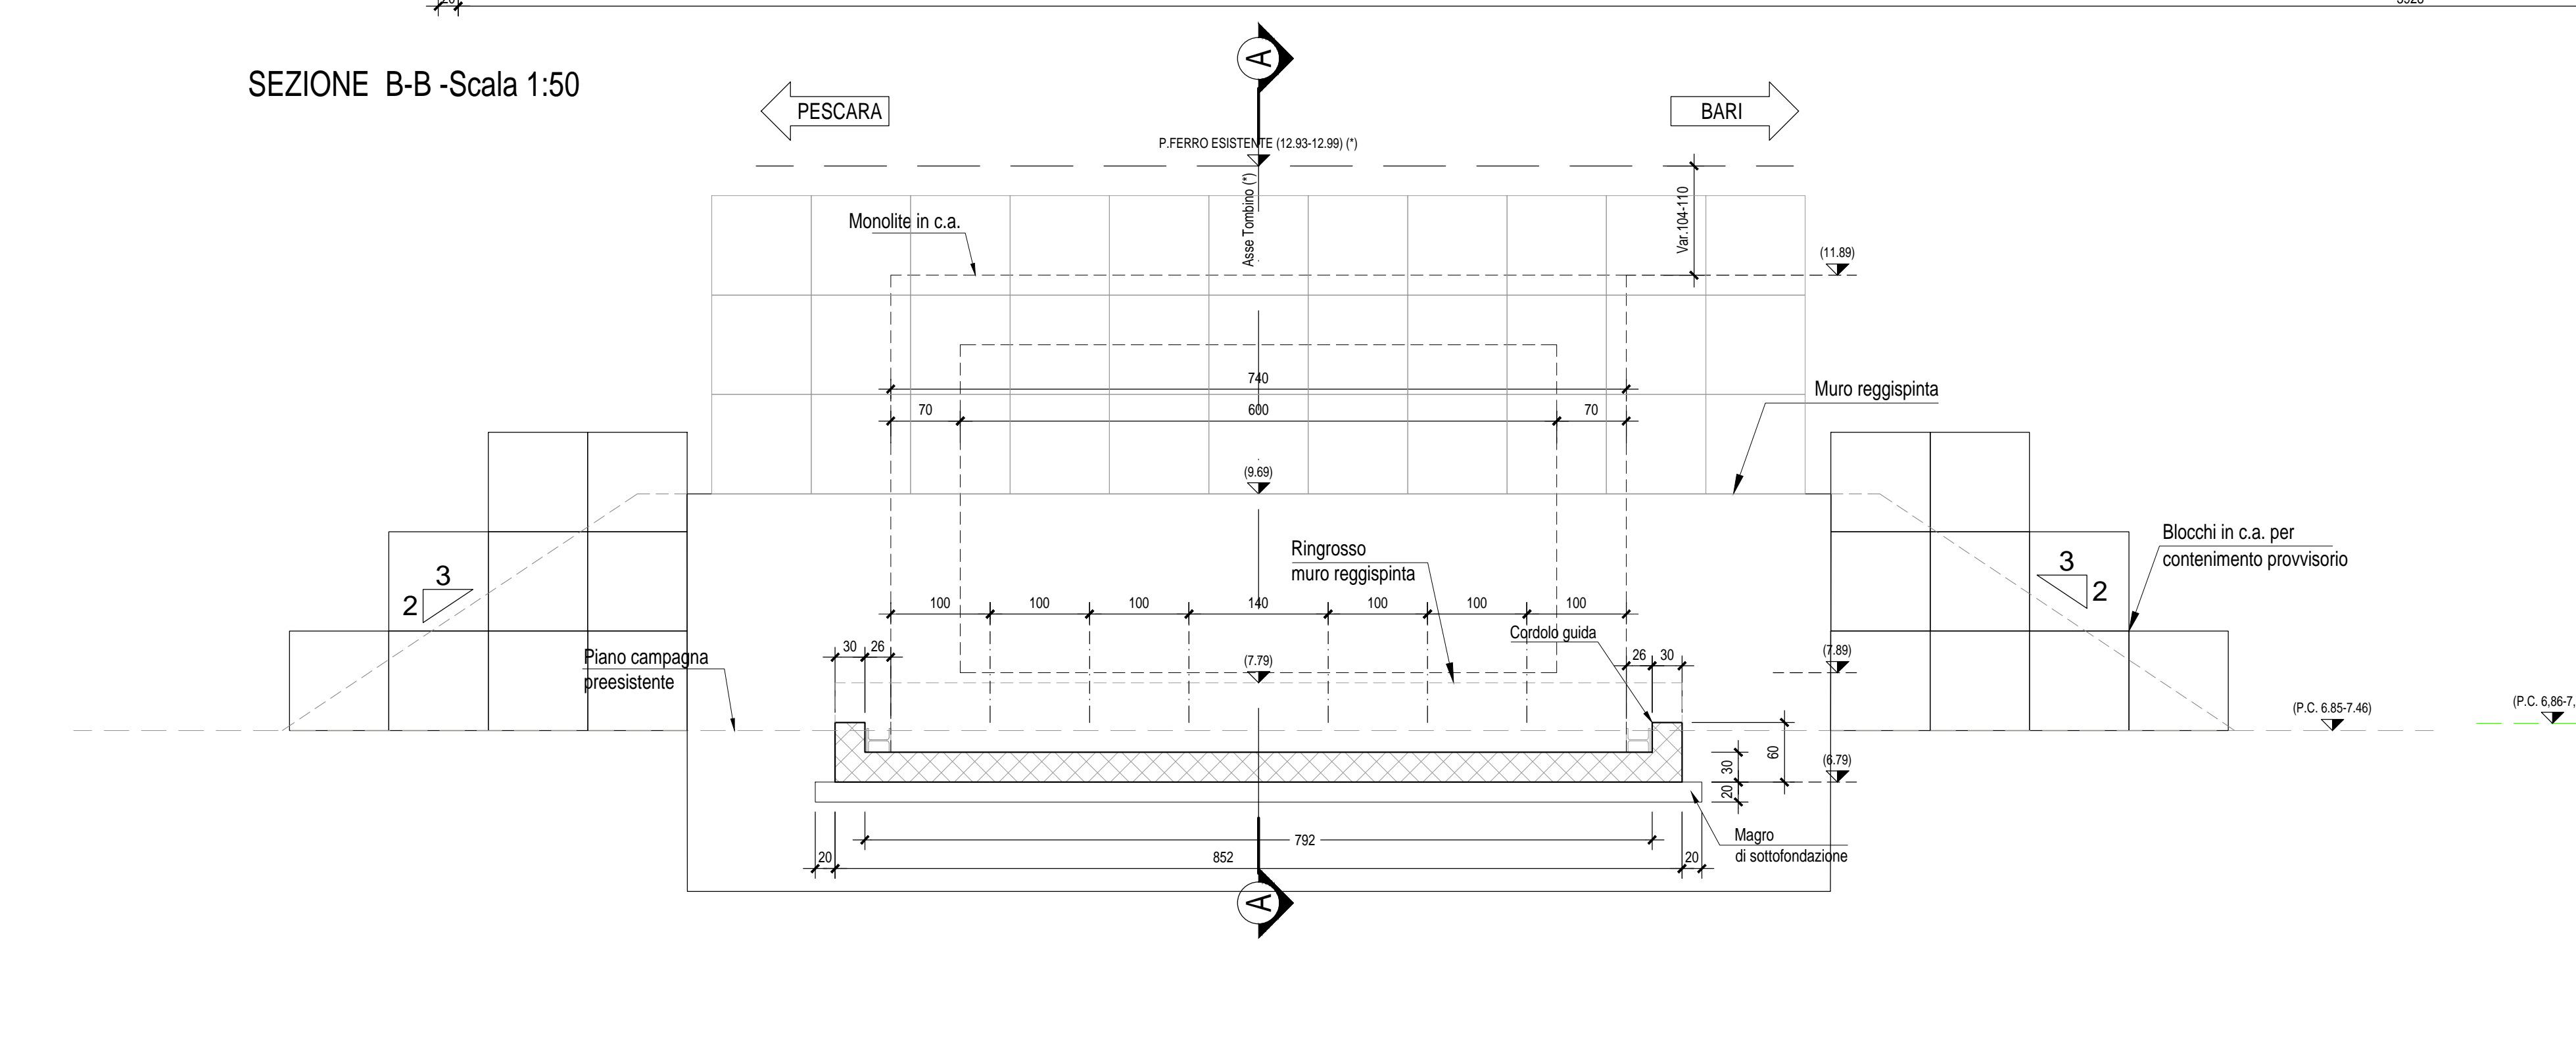 SEZIONE B-B -Scala 1:50
A
PESCARA
BARI
P.FERRO ESISTENTE (12.93-12.99) (*)
Asse Tombino (*)
Var.104-110
Monolite in c.a.
(11.89)
740
70
600
70
Muro reggispinta
(9.69)
Ringrosso
muro reggispinta
Blocchi in c.a. per
contenimento provvisorio
3
2
3
2
100
100
100
140
100
100
100
Cordolo guida
30
26
26
30
Piano campagna
preesistente
(7.79)
(7.89)
(P.C. 6.85-7.46)
60
30
20
(6.79)
792
Magro
di sottofondazione
20
852
20
A